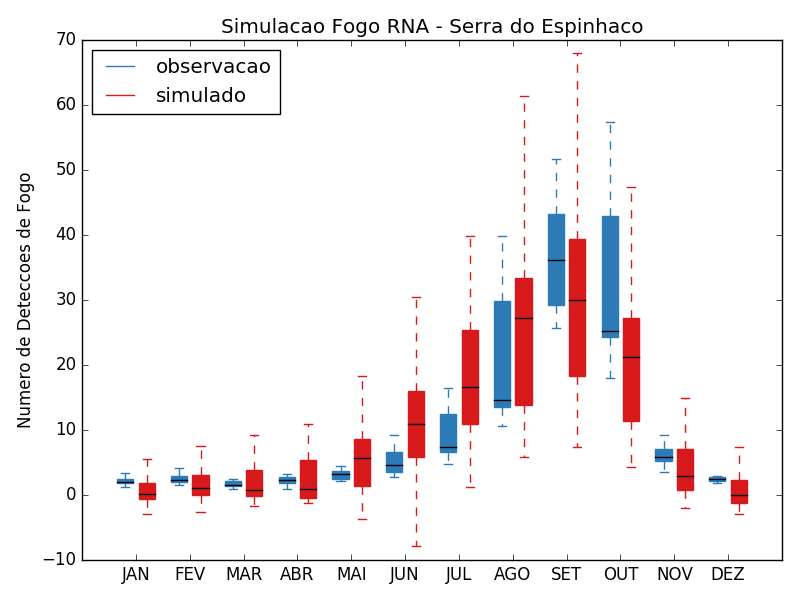 Simulacao Fogo RNA - Serra do Espinhaco
70
60
50
40
30
20
10
0
−10
Numero de Deteccoes de Fogo
observacao
simulado
JAN FEV MAR ABR MAI JUN JUL AGO SET OUT NOV DEZ